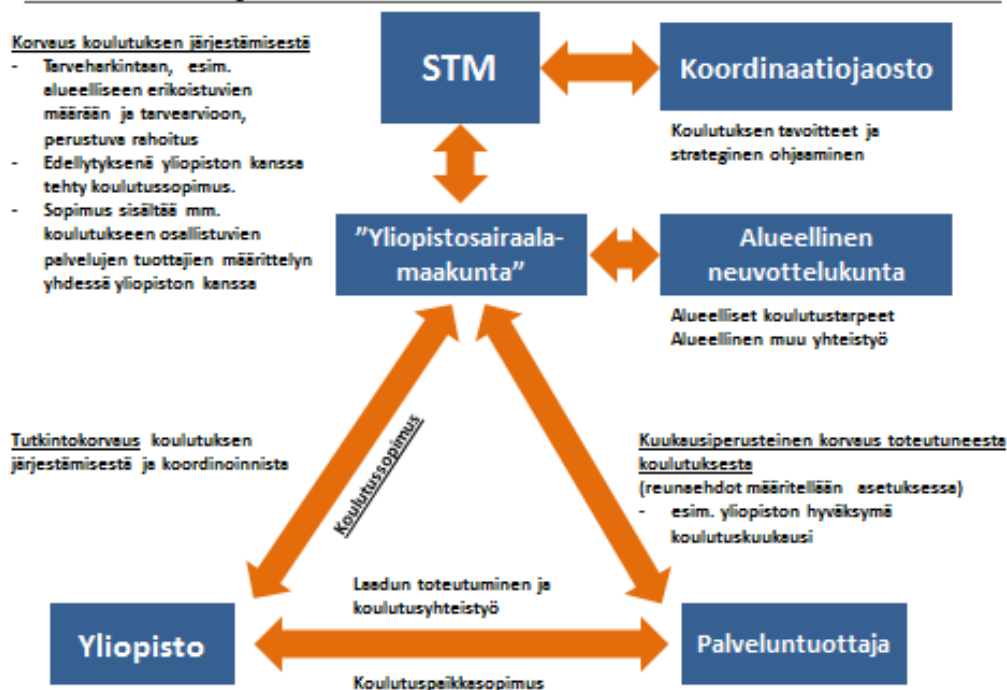 Korvaus koulutuksen järjestämisestä
- Tarveharkintaan, esim.
alueelliseen erikoistuvien
määrään ja tarvearvioon,
perustuva rahoitus
- Edellytyksenä yliopiston kanssa
tehty koulutussopimus.
- Sopimus sisältää mm.
koulutukseen osallistuvien
palvelujen tuottajien määrittelyn
yhdessä yliopiston kanssa
STM
Koordinaatiojaosto
Koulutuksen tavoitteet ja
strateginen ohjaaminen
"Yliopistosairaala-
maakunta"
Alueellinen
neuvottelukunta
Alueelliset koulutustarpeet
Alueellinen muu yhteistyö
Tutkintokorvaus koulutuksen
järjestämisestä ja koordinoinnista
Koulutussopimus
Kuukausiperusteinen korvaus toteutuneesta
koulutuksesta
(reunaehdot määritellään asetuksessa)
- esim. yliopiston hyväksymä
koulutuskuukausi
Laadun toteutuminen ja
koulutusyhteistyö
Yliopisto
Palveluntuottaja
Koulutuspaikkasopimus